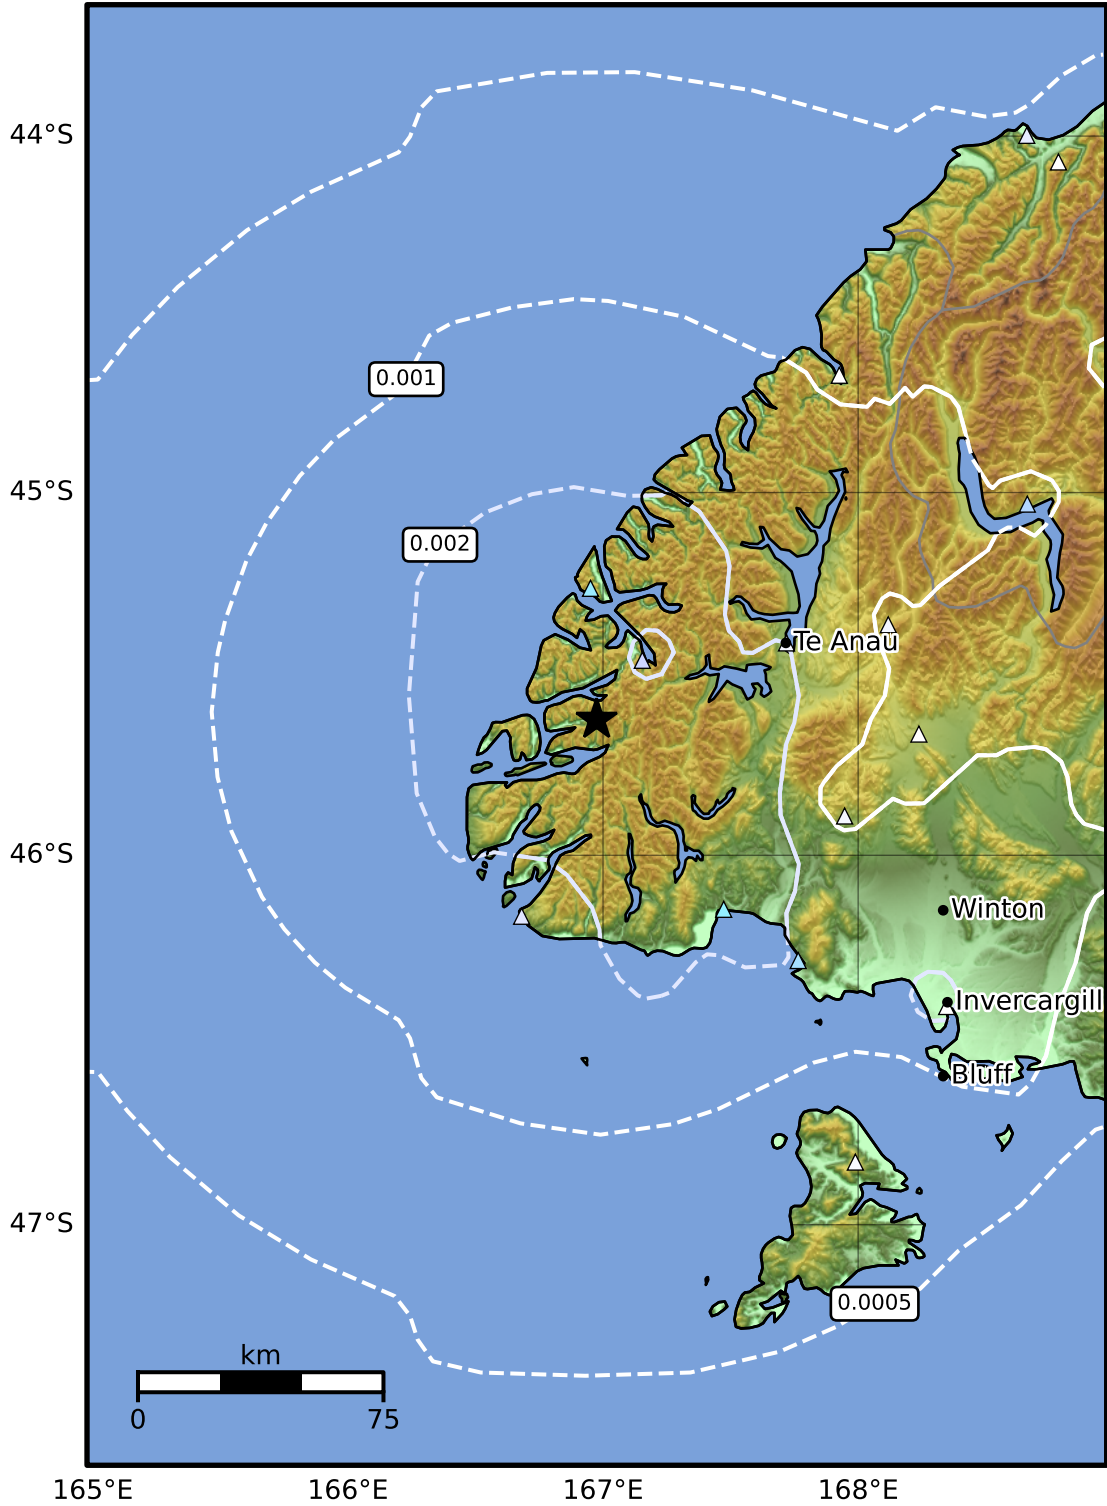 44°S
0.001
45°S
0.002
Te Anau
46°S
Winton
Invercargill
Bluff
47°S
0.0005
km
0
75
165°E
166°E
167°E
168°E